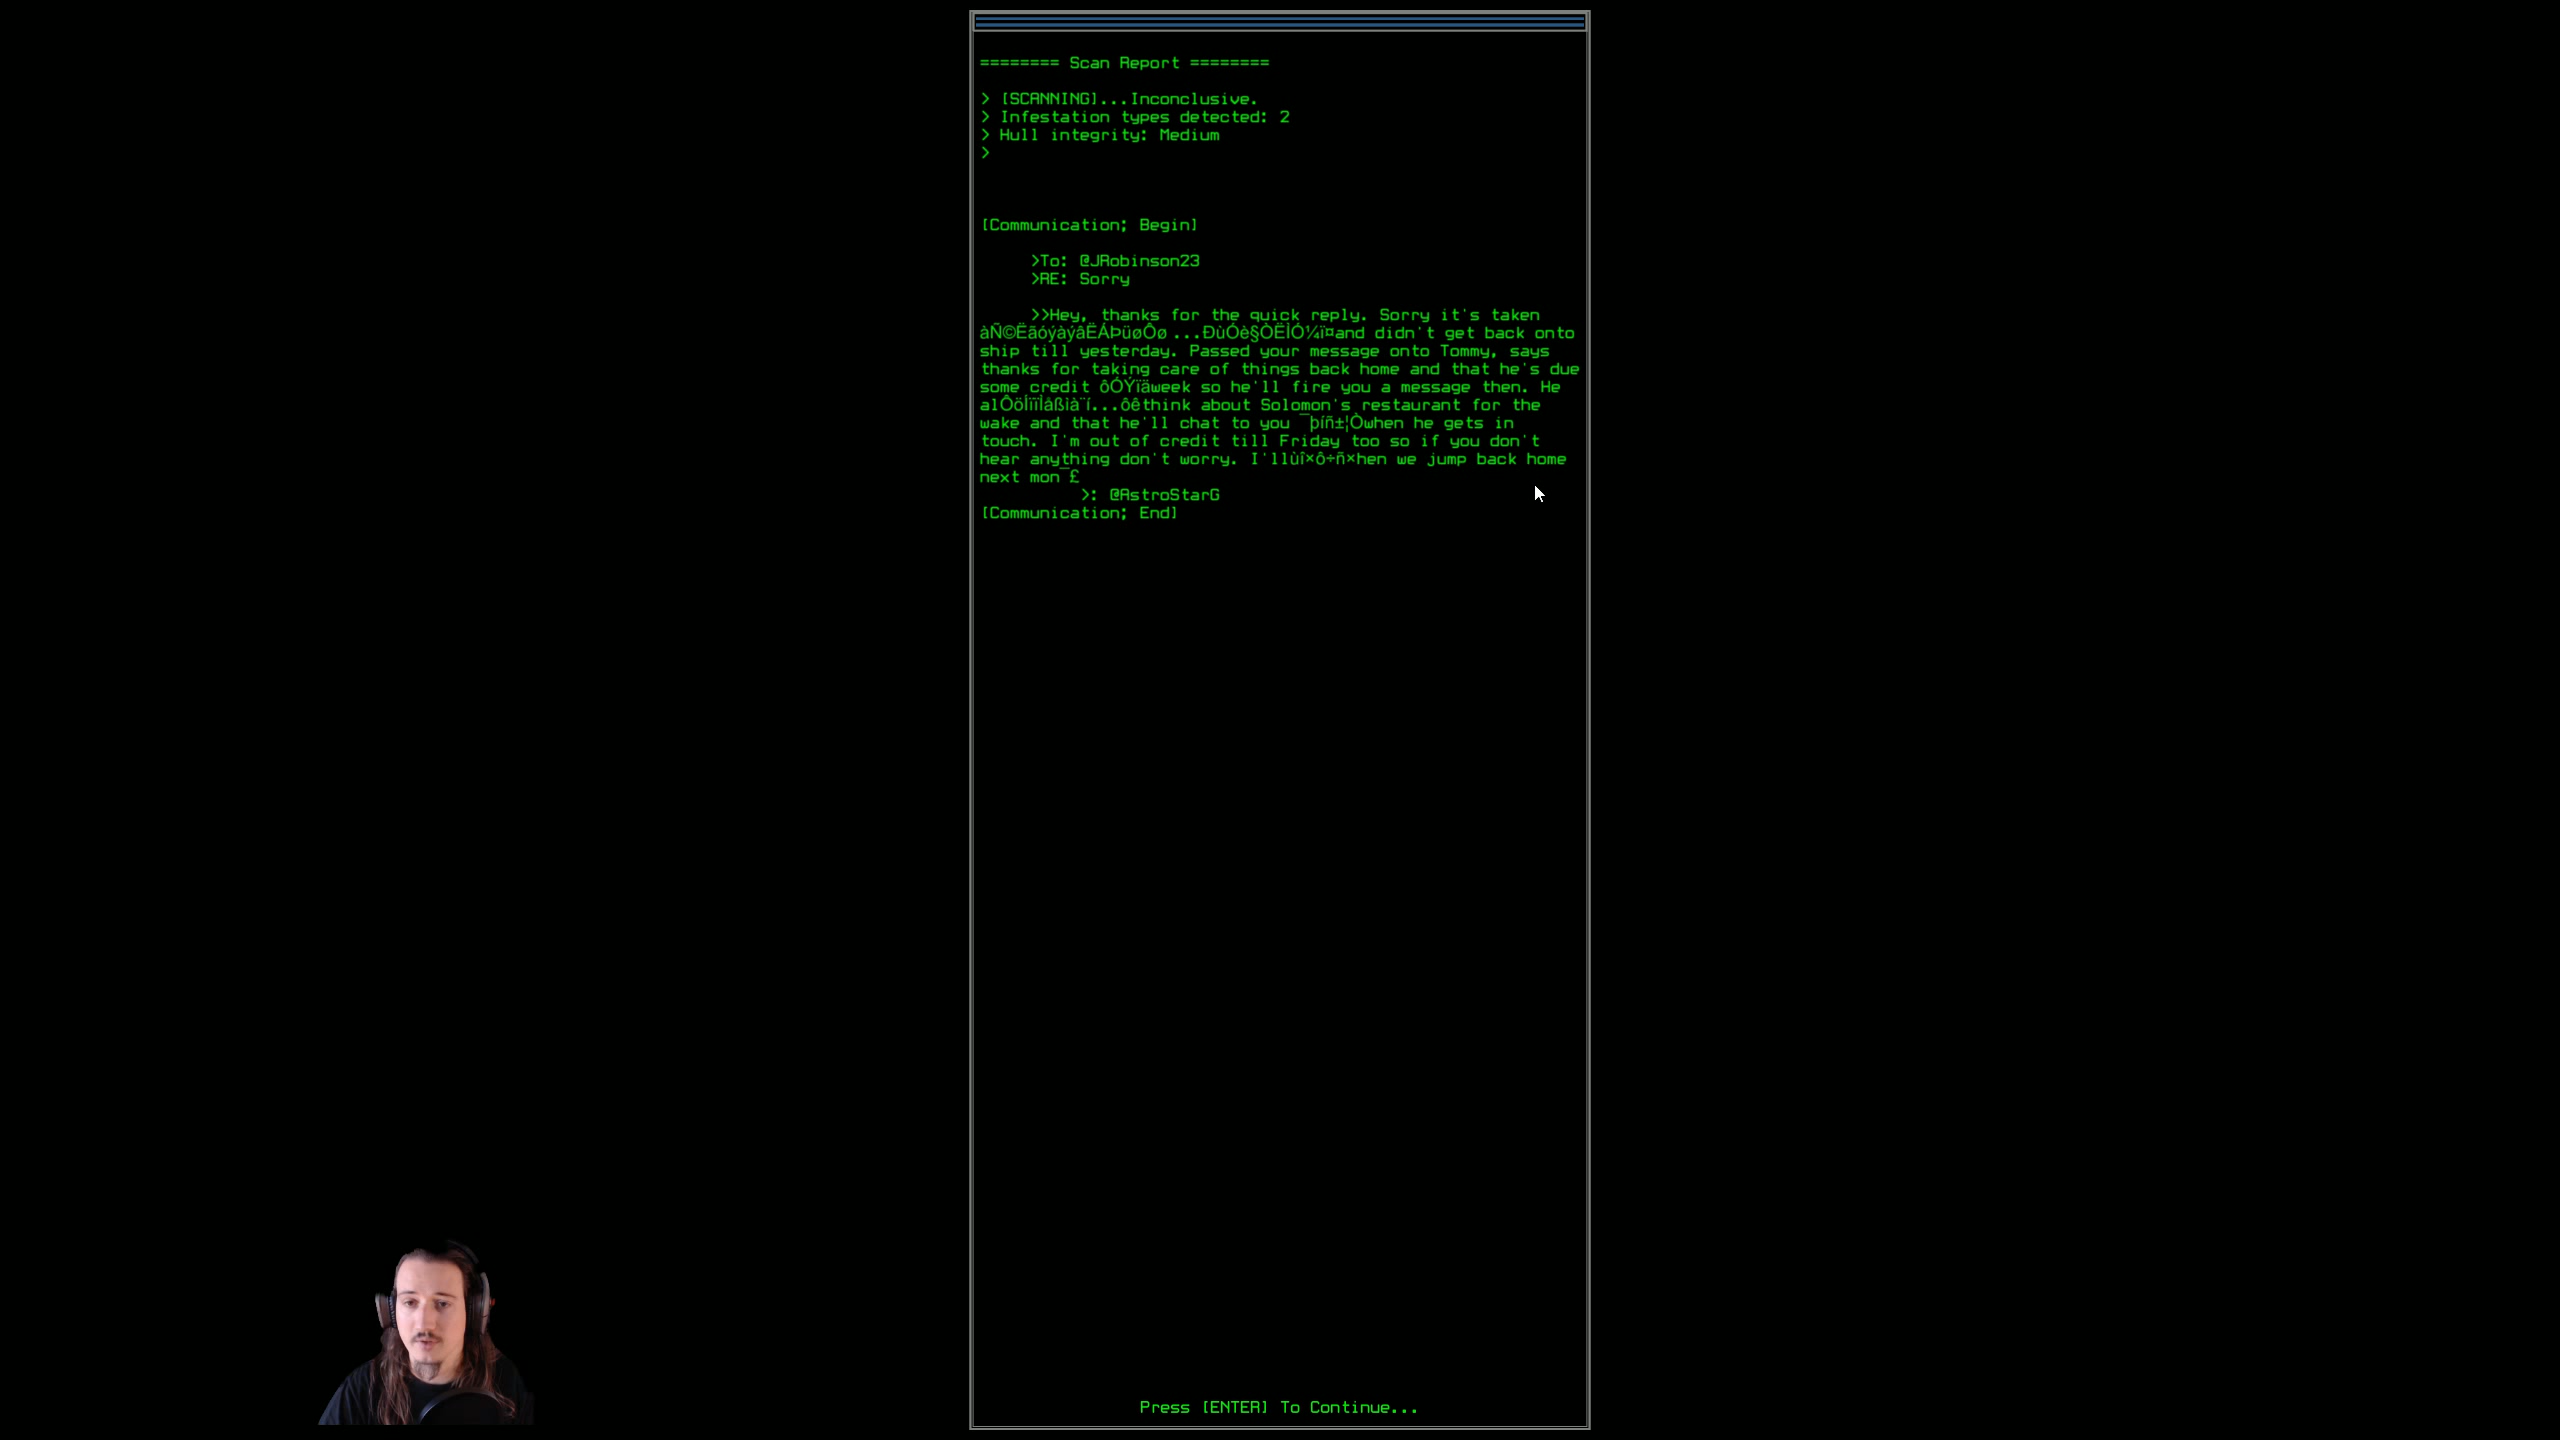 ======== Scan Report ========
> [SCANNING]...Inconclusive.
> Infestation types detected: 2
> Hull integrity: Medium
>
[Communication; Begin]
>To: @JRobinson23
>RE: Sorry
>>Hey, thanks for the quick reply. Sorry it's taken
...and didn't get back onto
ship till yesterday. Passed your message onto Tommy, says
thanks for taking care of things back home and that he's due
some credit ôÓÝïäweek so he'll fire you a message then. He
think about Solomon's restaurant for the
wake and that he'll chat to you ¯þíñ±¦Òwhen he gets in
touch. I'm out of credit till Friday too so if you don't
hear anything don't worry. I'llùî×ô÷ñ×hen we jump back home
next mon¯£
>: @AstroStarG
[Communication; End]
Press [ENTER] To Continue...